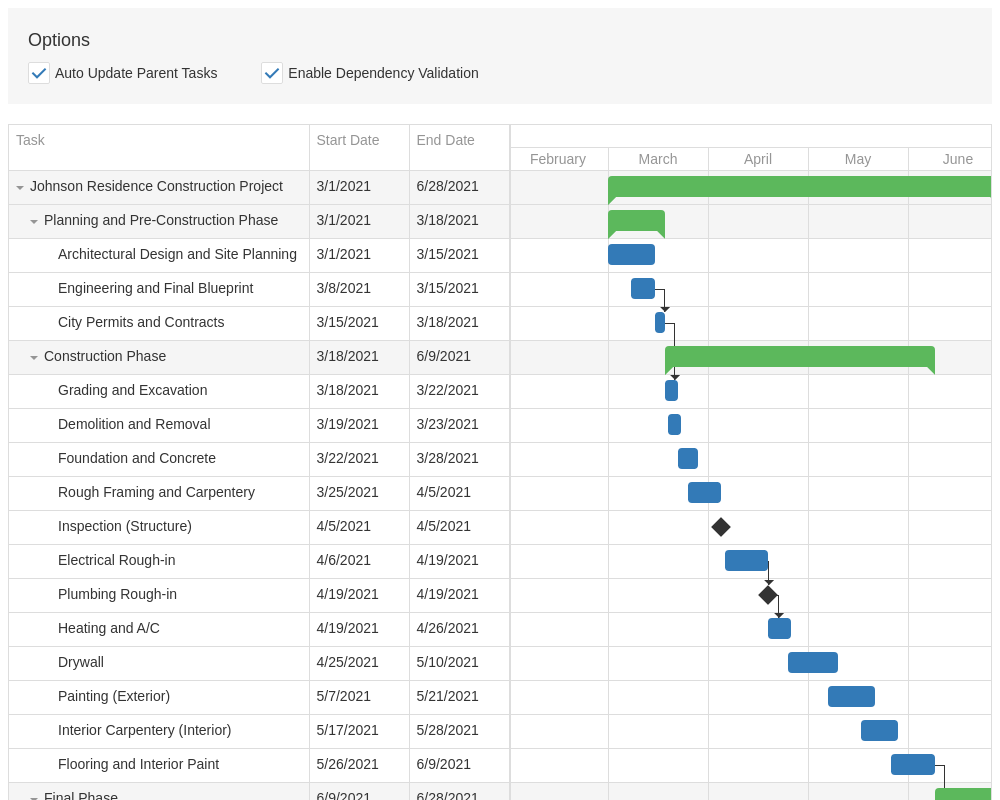 Options
Auto Update Parent Tasks Enable Dependency Validation
Task Start Date End Date
February March April May June
Johnson Residence Construction Project 3/1/2021 6/28/2021
Planning and Pre-Construction Phase 3/1/2021 3/18/2021
Architectural Design and Site Planning 3/1/2021 3/15/2021
Engineering and Final Blueprint 3/8/2021 3/15/2021
City Permits and Contracts 3/15/2021 3/18/2021
Construction Phase 3/18/2021 6/9/2021
Grading and Excavation 3/18/2021 3/22/2021
Demolition and Removal 3/19/2021 3/23/2021
Foundation and Concrete 3/22/2021 3/28/2021
Rough Framing and Carpentery 3/25/2021 4/5/2021
Inspection (Structure) 4/5/2021 4/5/2021
Electrical Rough-in 4/6/2021 4/19/2021
Plumbing Rough-in 4/19/2021 4/19/2021
Heating and A/C 4/19/2021 4/26/2021
Drywall 4/25/2021 5/10/2021
Painting (Exterior) 5/7/2021 5/21/2021
Interior Carpentery (Interior) 5/17/2021 5/28/2021
Flooring and Interior Paint 5/26/2021 6/9/2021
Final Phase 6/9/2021 6/28/2021